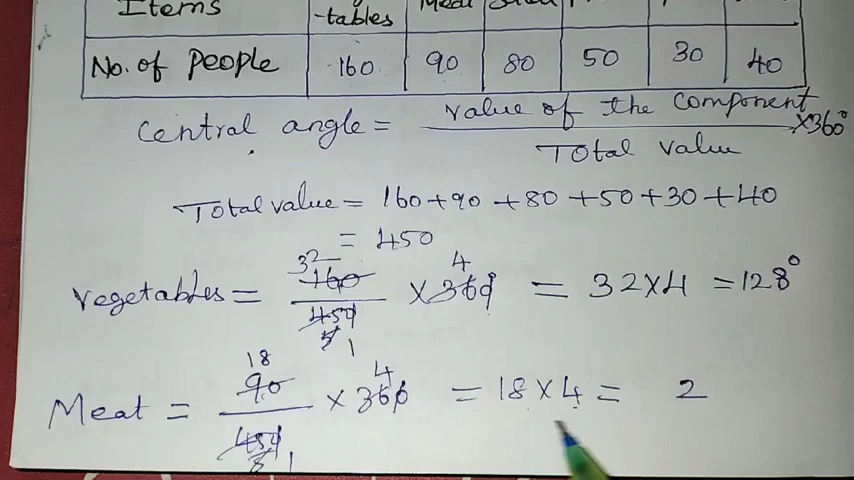 Items -tables Meat
No. of People 160 90 80 50 30 40
Central angle = Value of the Component / Total value ×360°
Total value = 160+90 +80 +50+30+40
= 450
Vegetables = 32 160 / 450 5 1 × 360 4 = 32×4 = 128°
Meat = 18 90 / 450 5 1 × 360 4 = 18×4 = 2